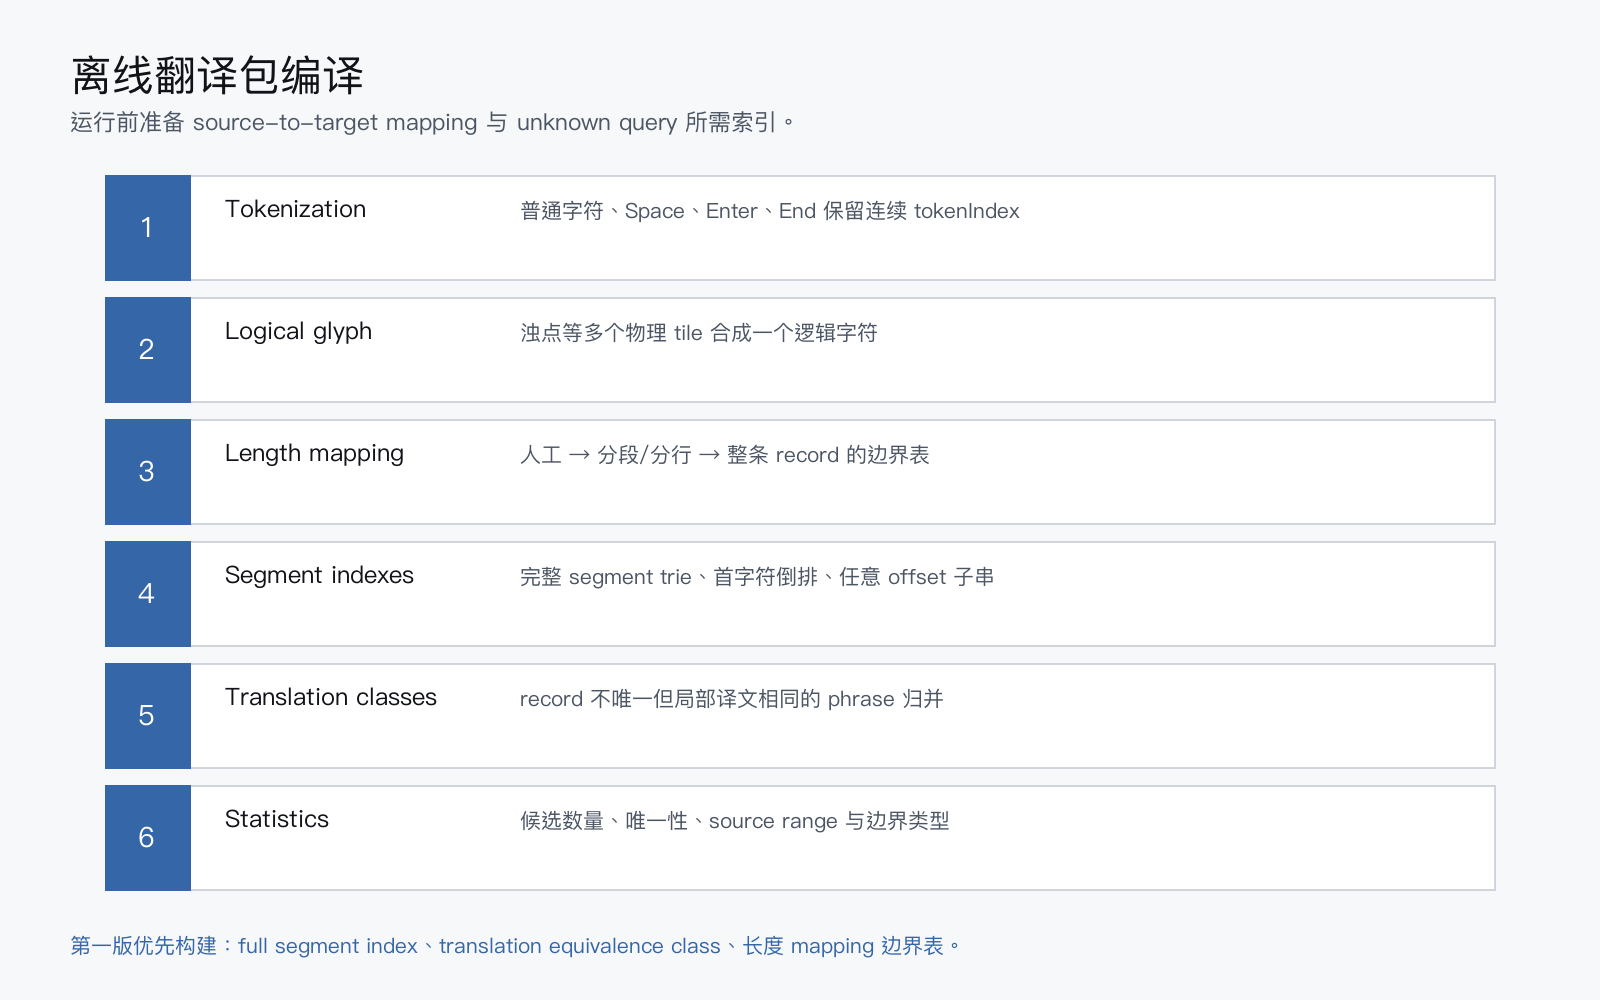 离线翻译包编译
运行前准备 source-to-target mapping 与 unknown query 所需索引。
1
Tokenization
普通字符、Space、Enter、End 保留连续 tokenIndex
2
Logical glyph
浊点等多个物理 tile 合成一个逻辑字符
3
Length mapping
人工 → 分段/分行 → 整条 record 的边界表
4
Segment indexes
完整 segment trie、首字符倒排、任意 offset 子串
5
Translation classes
record 不唯一但局部译文相同的 phrase 归并
6
Statistics
候选数量、唯一性、source range 与边界类型
第一版优先构建：full segment index、translation equivalence class、长度 mapping 边界表。